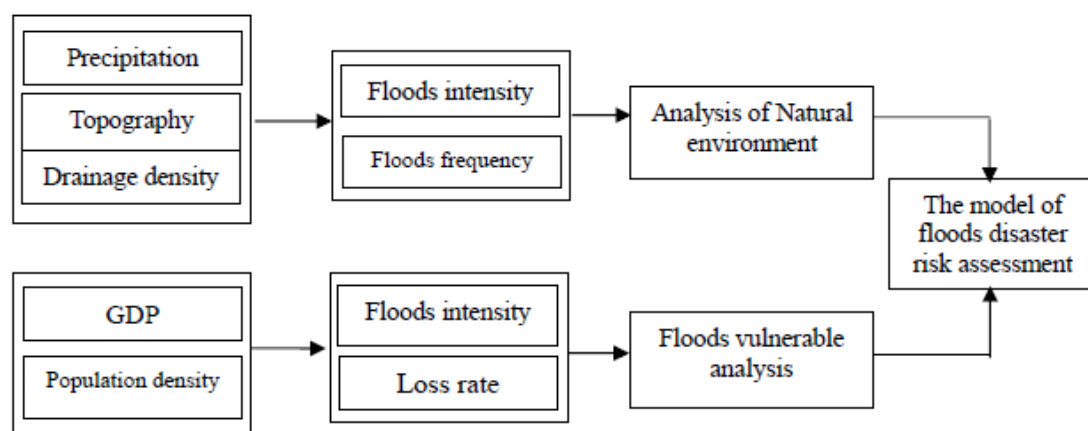 Precipitation
Topography
Drainage density
Floods intensity
Floods frequency
Analysis of Natural
environment
The model of
floods disaster
risk assessment
GDP
Population density
Floods intensity
Loss rate
Floods vulnerable
analysis